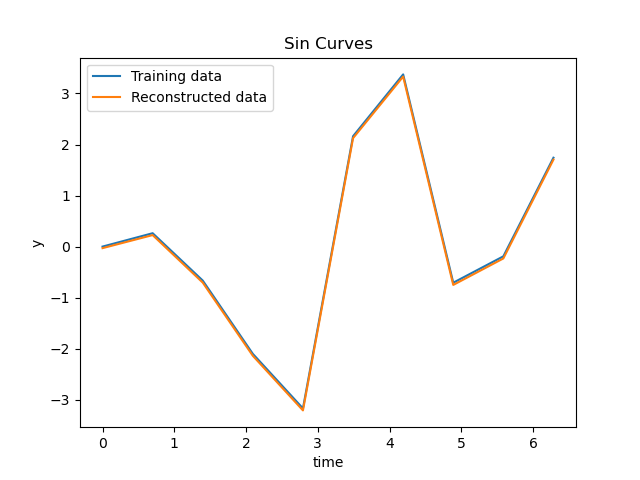 Sin Curves
Training data
Reconstructed data
3
2
1
0
−1
−2
−3
y
0 1 2 3 4 5 6
time